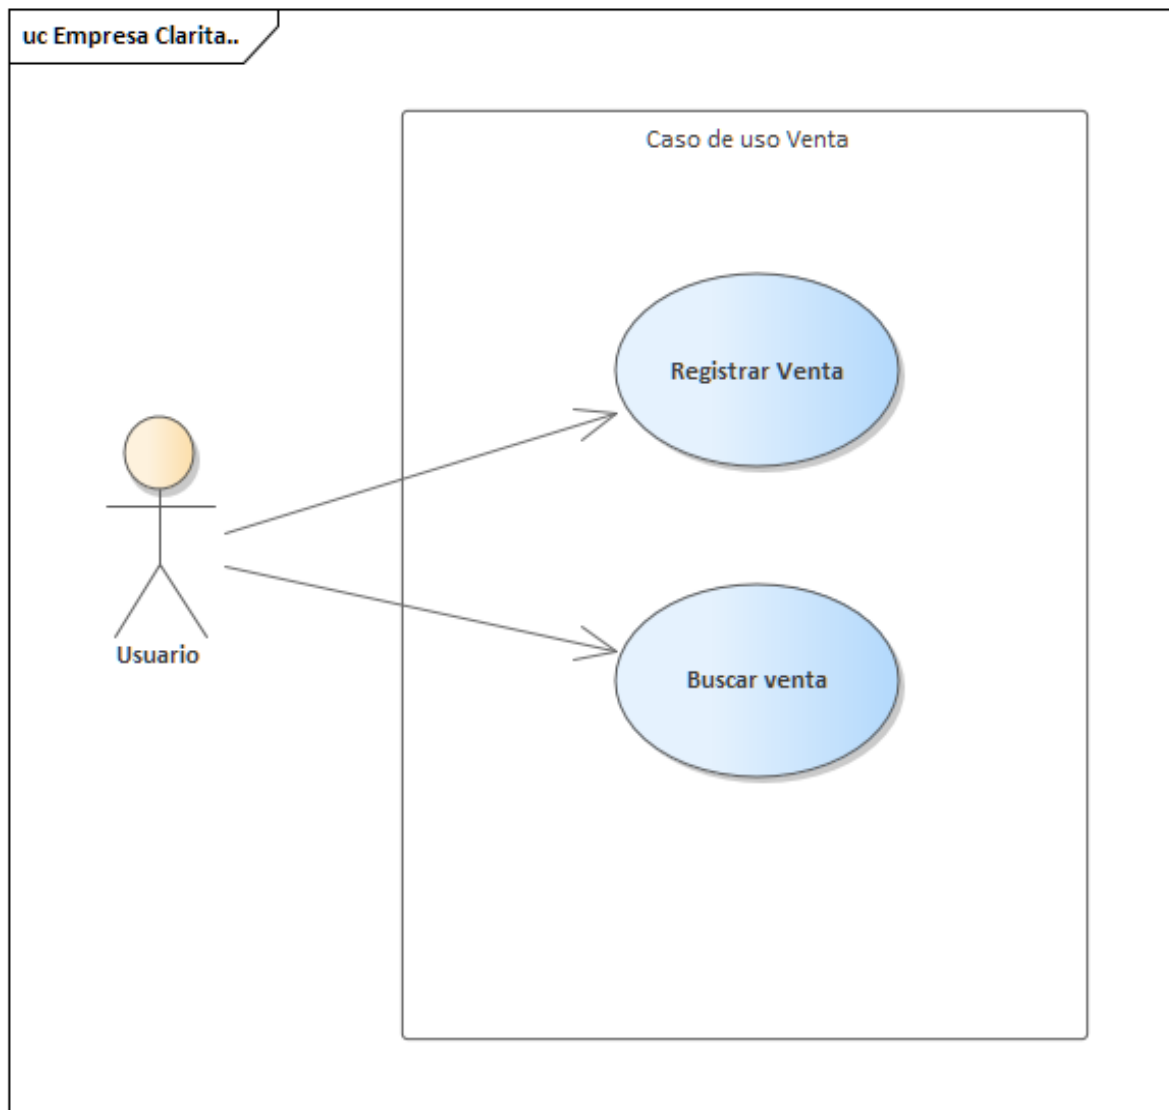 uc Empresa Clarita..
Caso de uso Venta
Registrar Venta
Usuario
Buscar venta